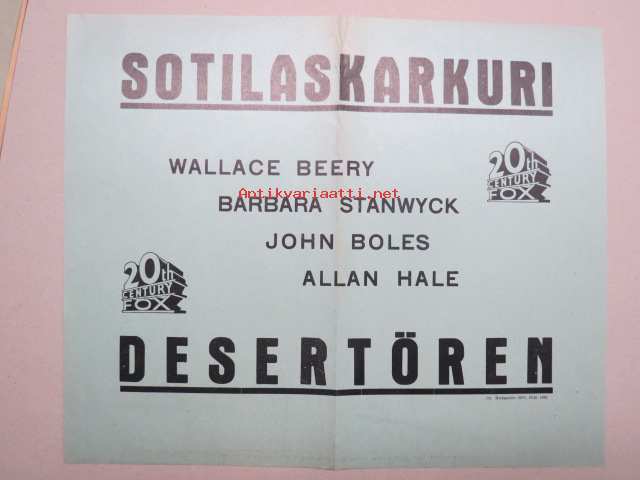 SOTILASKARKURI
WALLACE BEERY
20th
CENTURY
FOX
Antikvariaatti.net
BARBARA STANWYCK
JOHN BOLES
ALLAN HALE
20th
CENTURY
FOX
DESERTÖREN